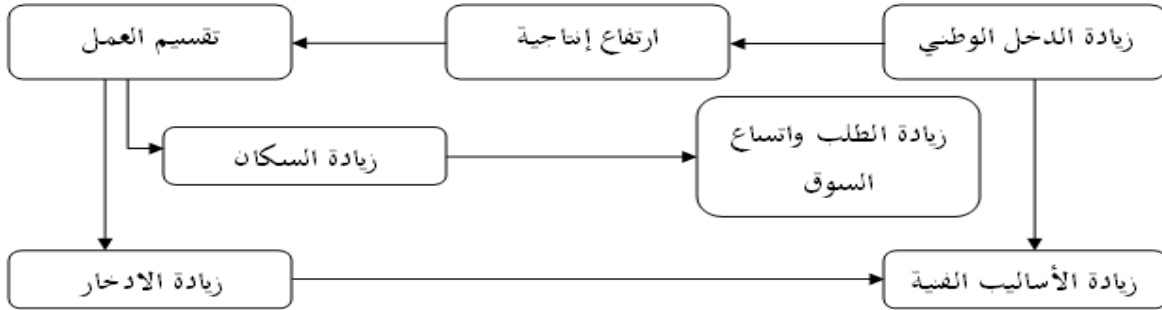 زيادة الدخل الوطني
ارتفاع إنتاجية
تقسيم العمل
زيادة الطلب واتساع
السوق
زيادة السكان
زيادة الأساليب الفنية
زيادة الادخار